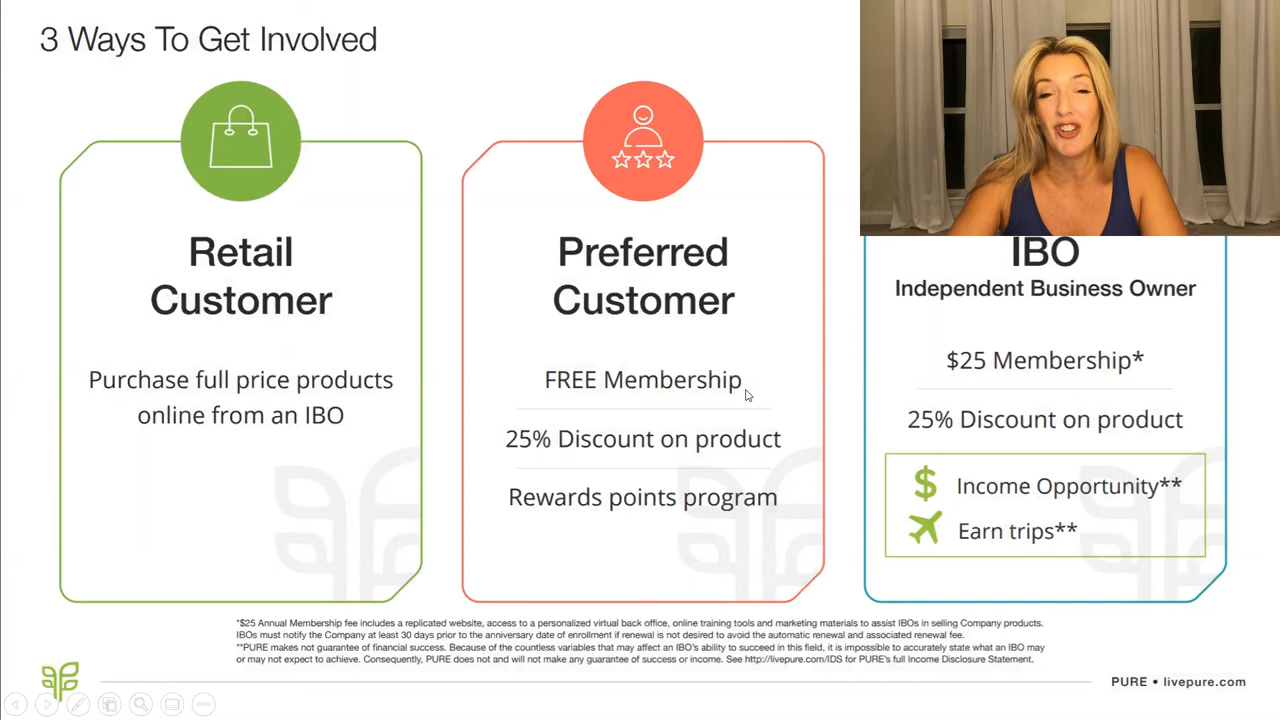 3 Ways To Get Involved
Retail
Customer
Purchase full price products
online from an IBO
Preferred
Customer
FREE Membership
25% Discount on product
Rewards points program
IBO
Independent Business Owner
$25 Membership*
25% Discount on product
$ Income Opportunity**
Earn trips**
*$25 Annual Membership fee includes a replicated website, access to a personalized virtual back office, online training tools and marketing materials to assist IBOs in selling Company products.
IBOs must notify the Company at least 30 days prior to the anniversary date of enrollment if renewal is not desired to avoid the automatic renewal and associated renewal fee.
**PURE makes not guarantee of financial success. Because of the countless variables that may affect an IBO's ability to succeed in this field, it is impossible to accurately state what an IBO may
or may not expect to achieve. Consequently, PURE does not and will not make any guarantee of success or income. See http://livepure.com/IDS for PURE's full Income Disclosure Statement.
PURE • livepure.com